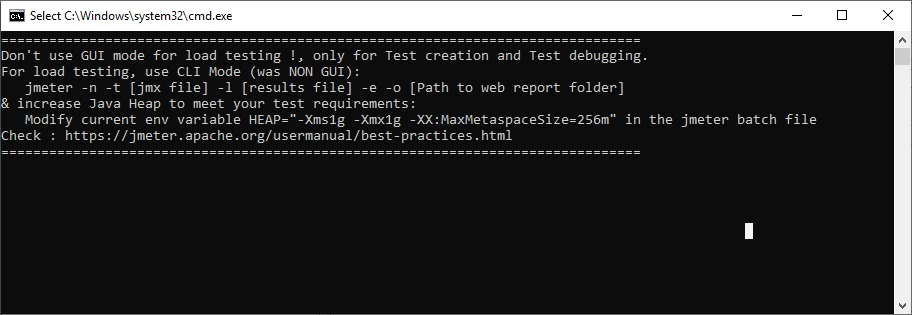 Select C:\Windows\system32\cmd.exe
================================================================================
Don't use GUI mode for load testing !, only for Test creation and Test debugging.
For load testing, use CLI Mode (was NON GUI):
   jmeter -n -t [jmx file] -l [results file] -e -o [Path to web report folder]
& increase Java Heap to meet your test requirements:
   Modify current env variable HEAP="-Xms1g -Xmx1g -XX:MaxMetaspaceSize=256m" in the jmeter batch file
Check : https://jmeter.apache.org/usermanual/best-practices.html
================================================================================